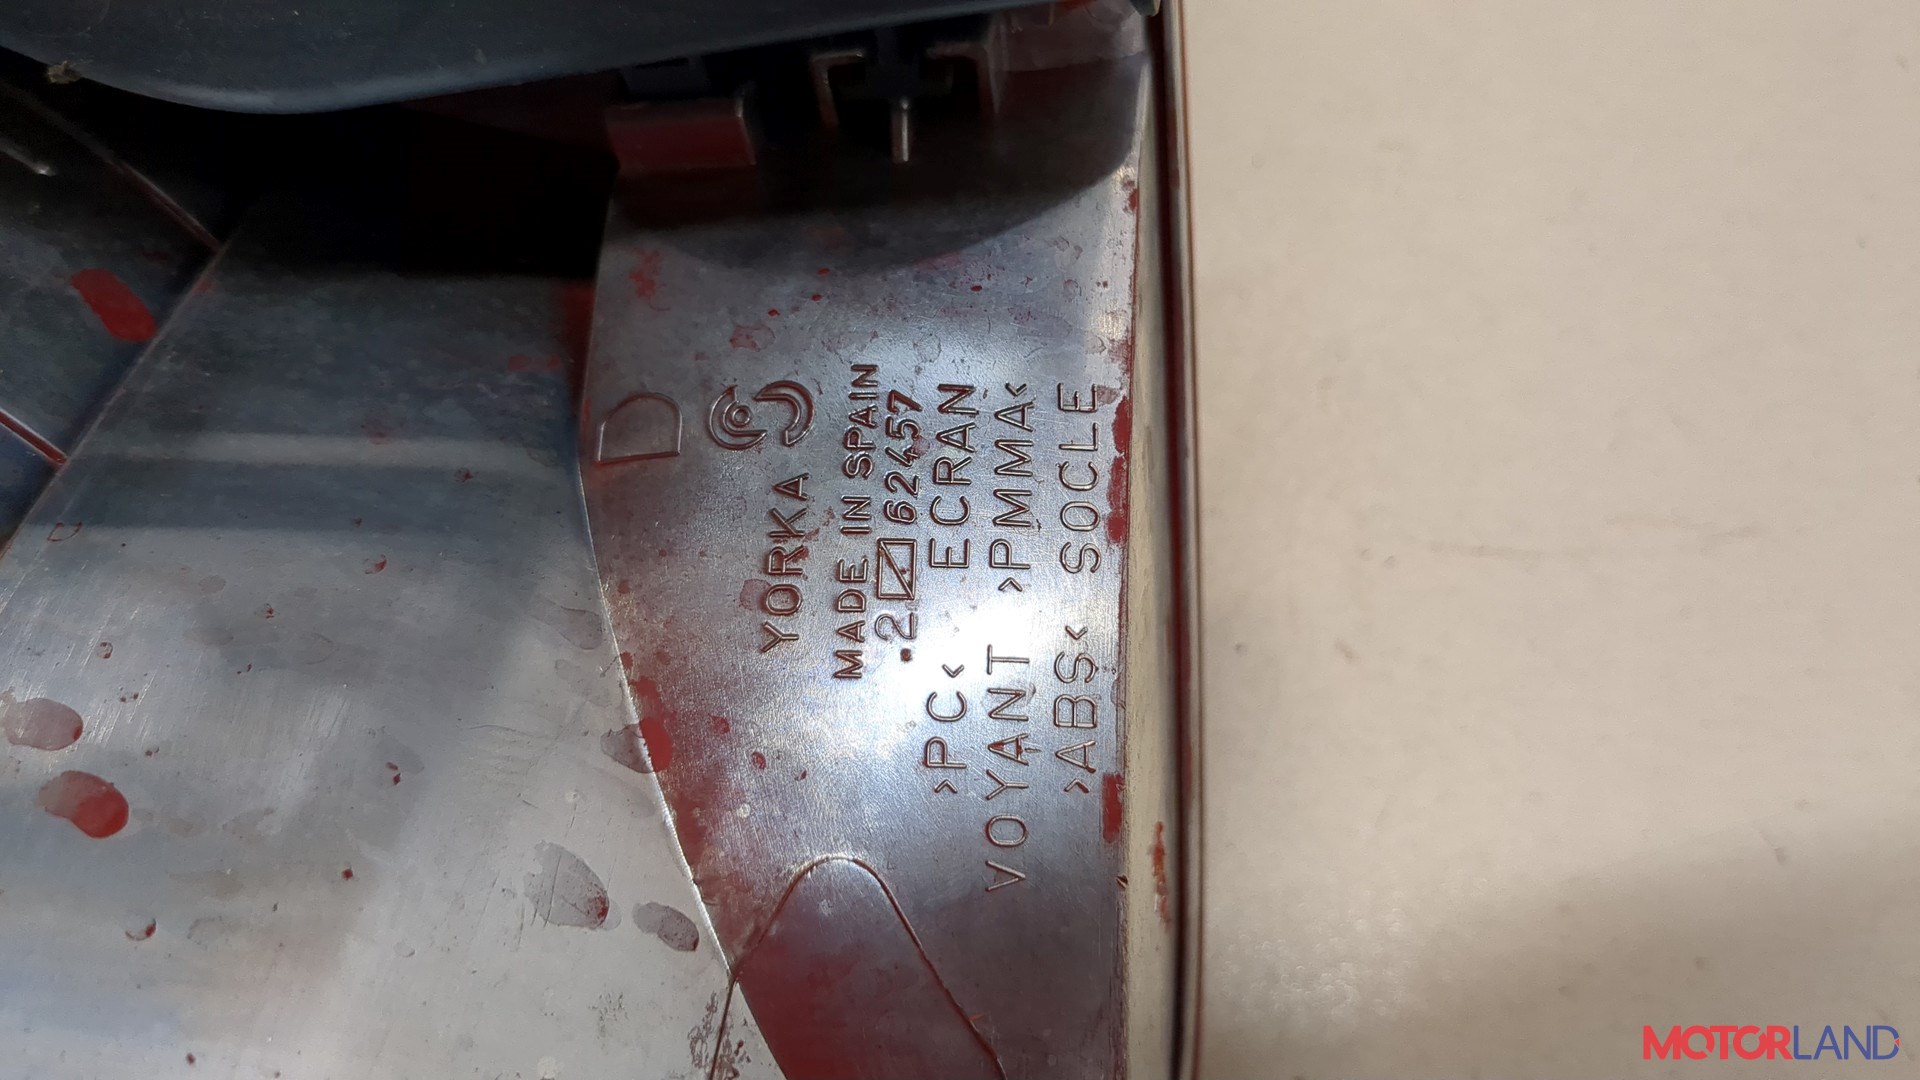 D
YORKA
MADE IN SPAIN
.2 62457
>PC< ECRAN
VOYANT >PMMA<
>ABS< SOCLE
MOTORLAND